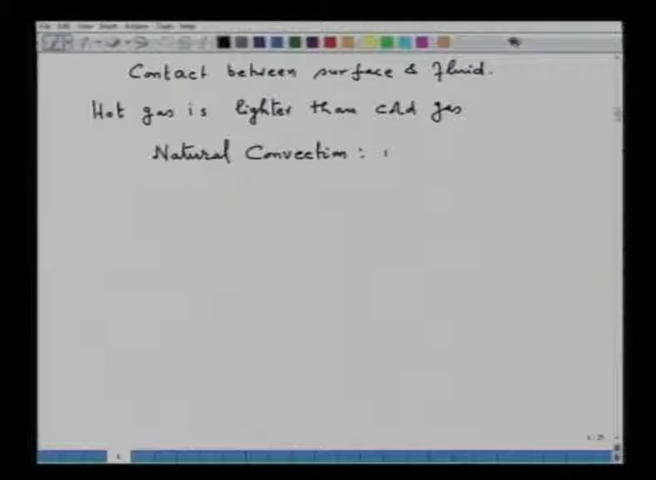 Contact between surface & fluid.
Hot gas is lighter than cold gas
Natural Convection :